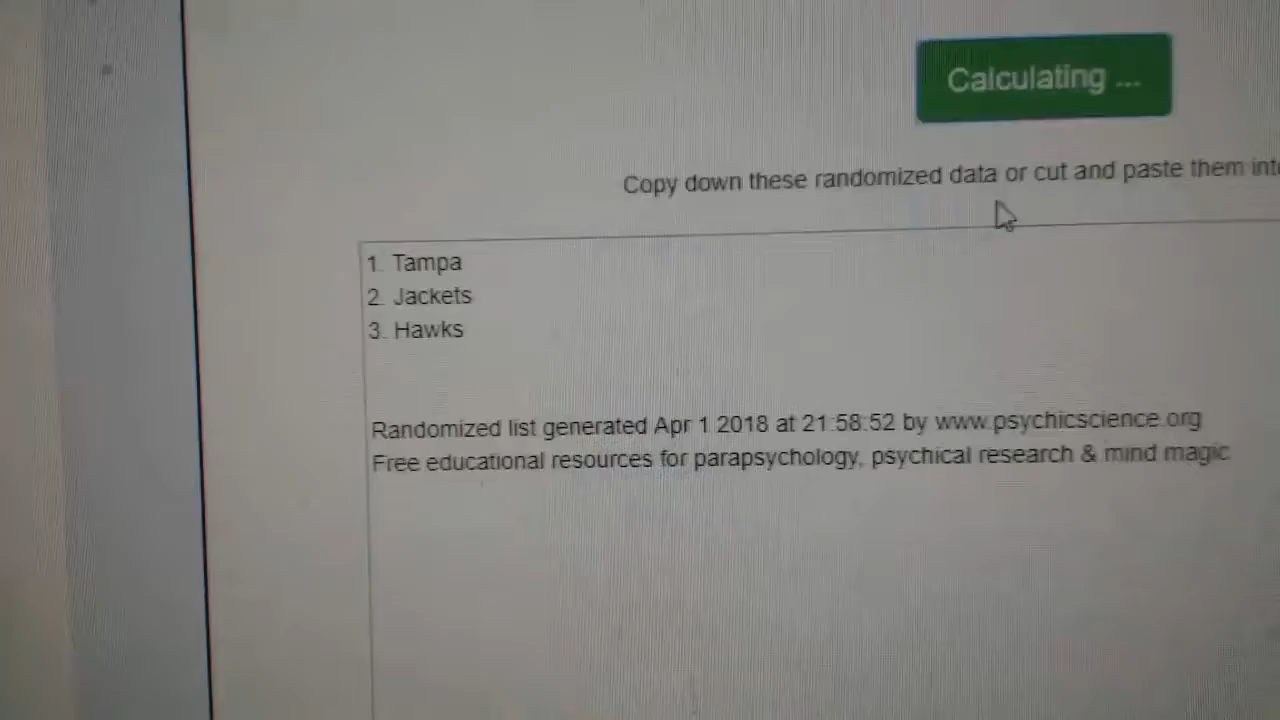 Calculating ...
Copy down these randomized data or cut and paste them into
1. Tampa
2. Jackets
3. Hawks
Randomized list generated Apr 1 2018 at 21:58:52 by www.psychicscience.org
Free educational resources for parapsychology, psychical research & mind magic